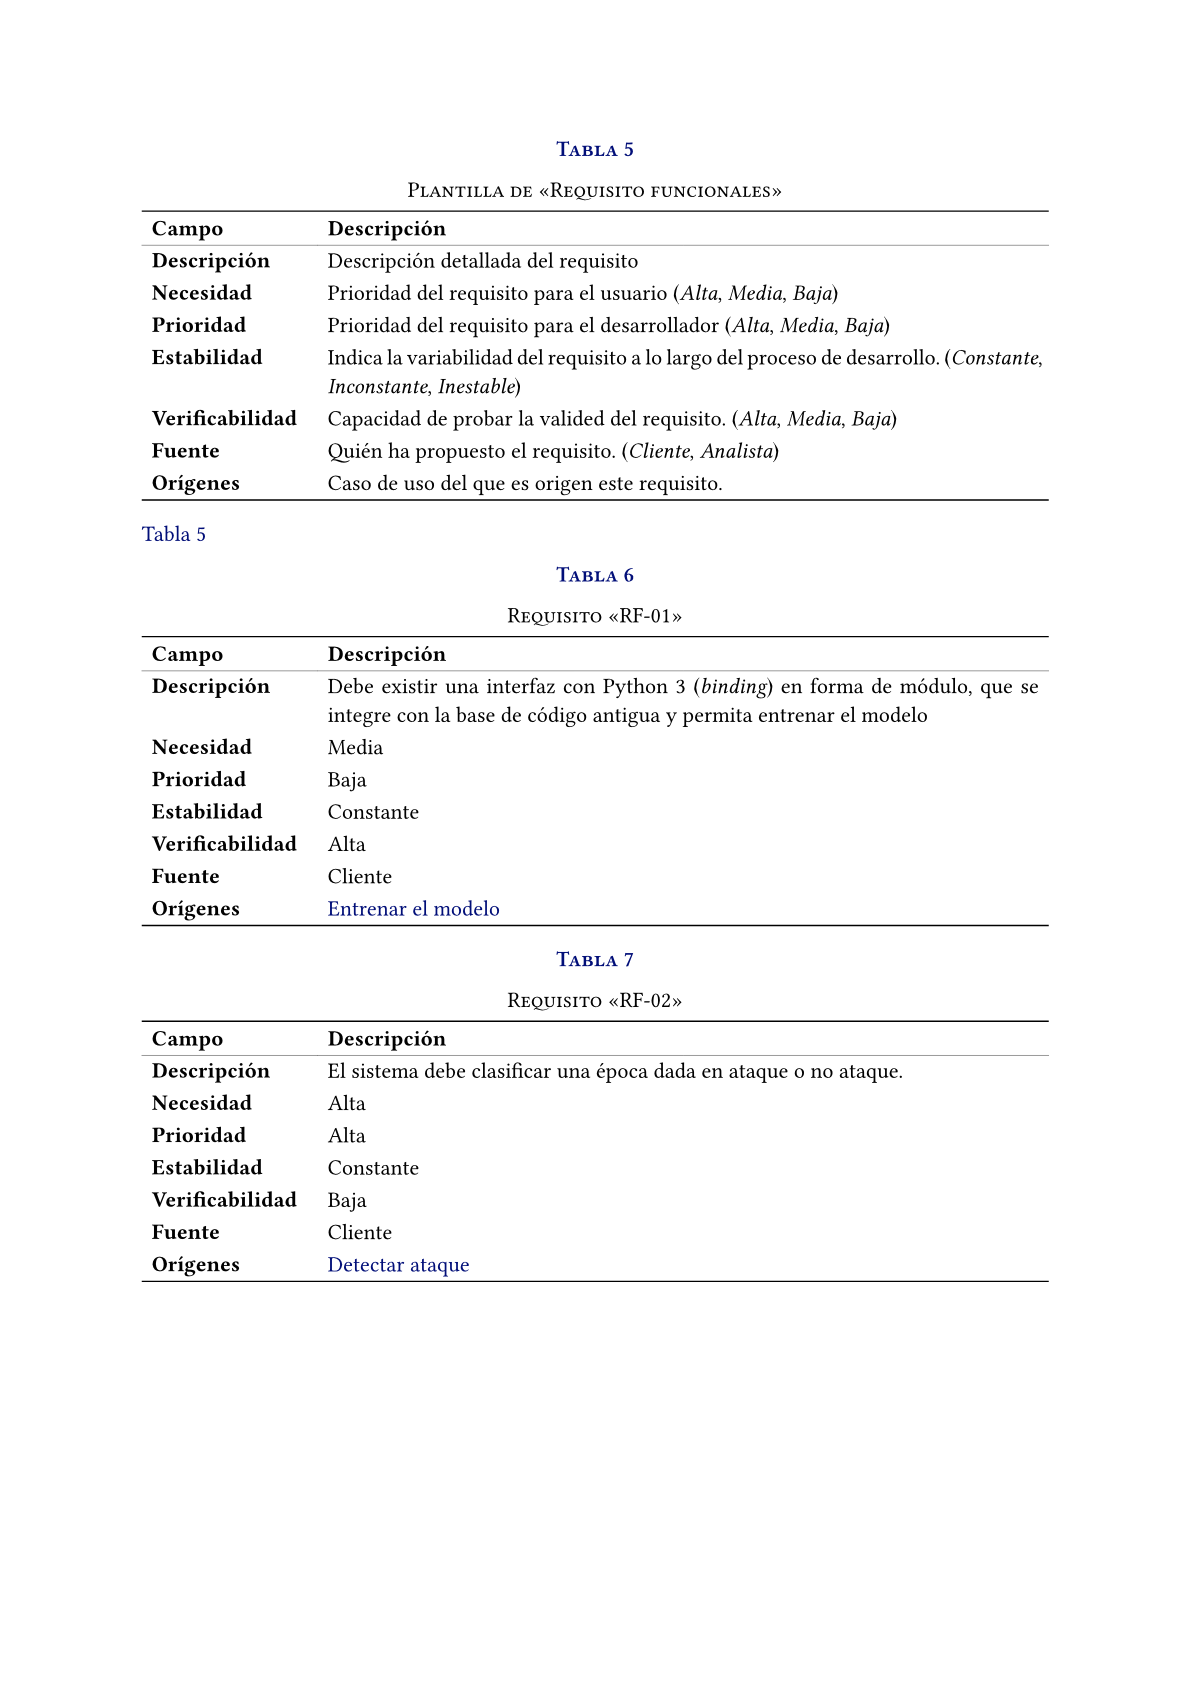 Tabla 5
Plantilla de «Requisito funcionales»
Campo Descripción
Descripción Descripción detallada del requisito
Necesidad Prioridad del requisito para el usuario (Alta, Media, Baja)
Prioridad Prioridad del requisito para el desarrollador (Alta, Media, Baja)
Estabilidad Indica la variabilidad del requisito a lo largo del proceso de desarrollo. (Constante,
Inconstante, Inestable)
Verificabilidad Capacidad de probar la valided del requisito. (Alta, Media, Baja)
Fuente Quién ha propuesto el requisito. (Cliente, Analista)
Orígenes Caso de uso del que es origen este requisito.
Tabla 5
Tabla 6
Requisito «RF-01»
Campo Descripción
Descripción Debe existir una interfaz con Python 3 (binding) en forma de módulo, que se
integre con la base de código antigua y permita entrenar el modelo
Necesidad Media
Prioridad Baja
Estabilidad Constante
Verificabilidad Alta
Fuente Cliente
Orígenes Entrenar el modelo
Tabla 7
Requisito «RF-02»
Campo Descripción
Descripción El sistema debe clasificar una época dada en ataque o no ataque.
Necesidad Alta
Prioridad Alta
Estabilidad Constante
Verificabilidad Baja
Fuente Cliente
Orígenes Detectar ataque